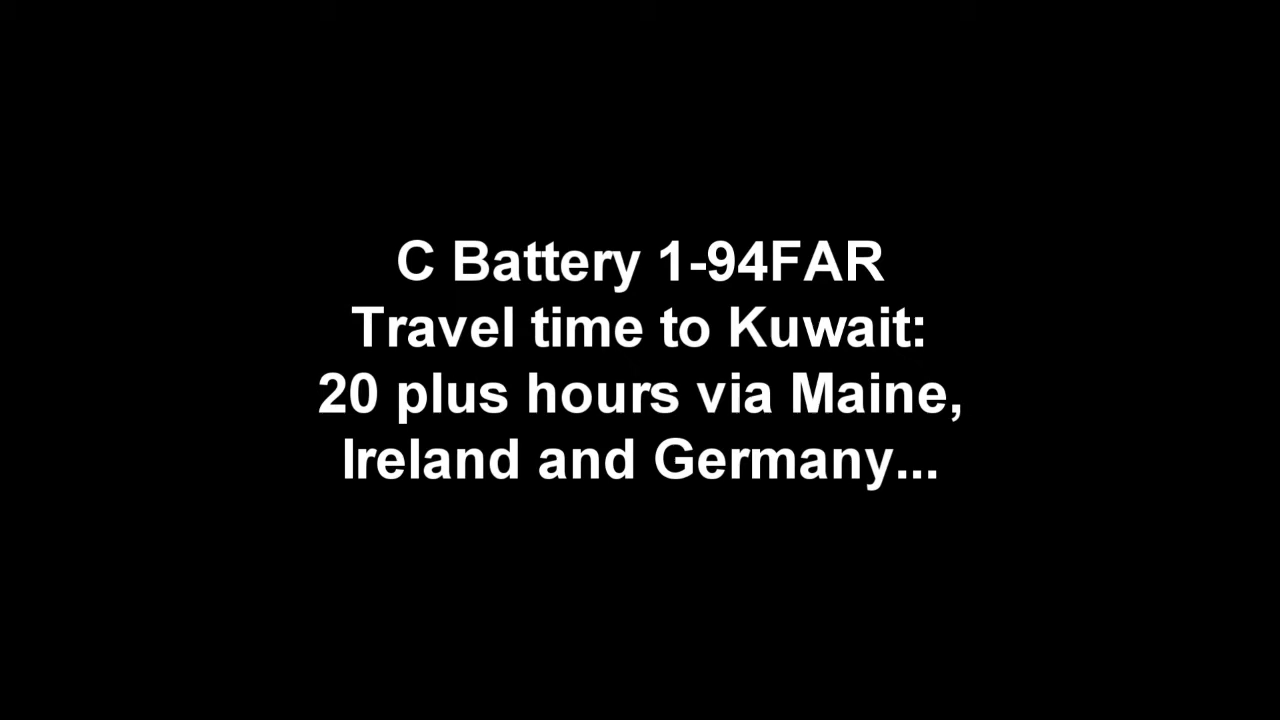 C Battery 1-94FAR
Travel time to Kuwait:
20 plus hours via Maine,
Ireland and Germany...